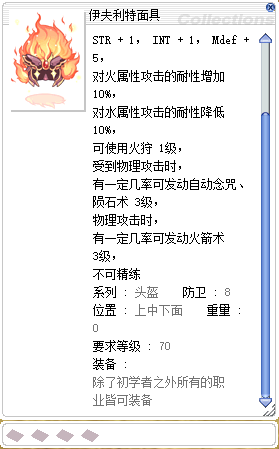 伊夫利特面具
Collections
STR + 1, INT + 1, Mdef +
5,
对火属性攻击的耐性增加
10%,
对水属性攻击的耐性降低
10%,
可使用火狩 1级,
受到物理攻击时,
有一定几率可发动自动念咒、
陨石术 3级,
物理攻击时,
有一定几率可发动火箭术
3级,
不可精练
系列 : 头盔 防卫 : 8
位置 : 上中下面 重量 :
0
要求等级 : 70
装备 :
除了初学者之外所有的职
业皆可装备